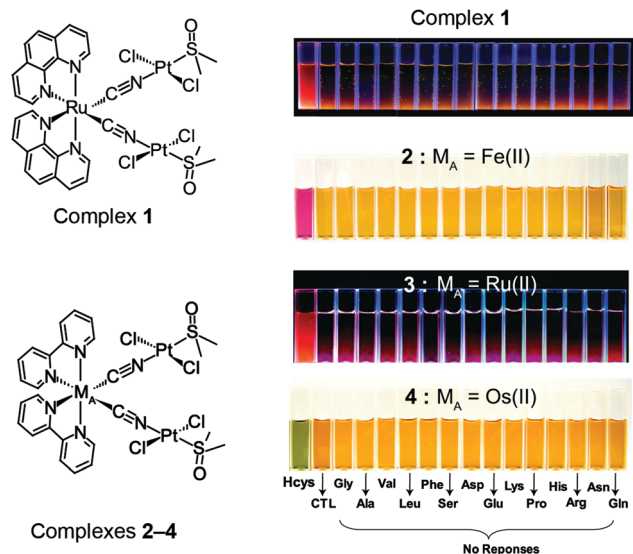 Complex 1
O
Cl
S
Pt
N
Cl
C
N
N
Ru
C
N
N
N
Cl
Cl
Pt
S
O
Complex 1
2 : MA = Fe(II)
3 : MA = Ru(II)
4 : MA = Os(II)
O
Cl
S
Pt
N
Cl
C
N
N
MA
C
N
N
N
Cl
Cl
Pt
S
O
Complexes 2–4
Hcys Gly Val Phe Asp Lys His Asn
CTL Ala Leu Ser Glu Pro Arg Gln
No Reponses